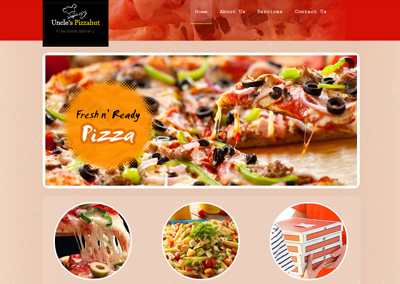 Uncle's Pizzahut
Free home delivery
Home About Us Services Contact Us
Fresh n' Ready
Pizza